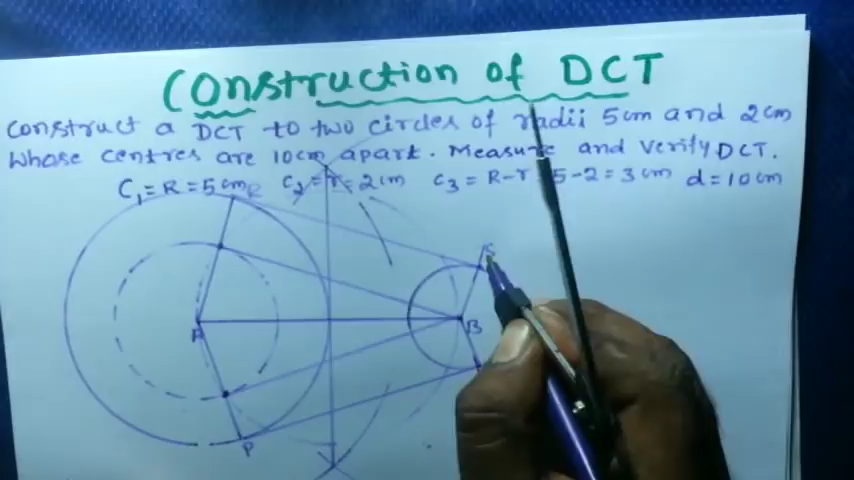 Construction of DCT
Construct a DCT to two circles of radii 5cm and 2cm
whose centres are 10cm apart. Measure and verify DCT.
C₁ = R = 5cm C₂ = r = 2cm C₃ = R-r 5-2 = 3cm d = 10cm
R
S
A
B
P